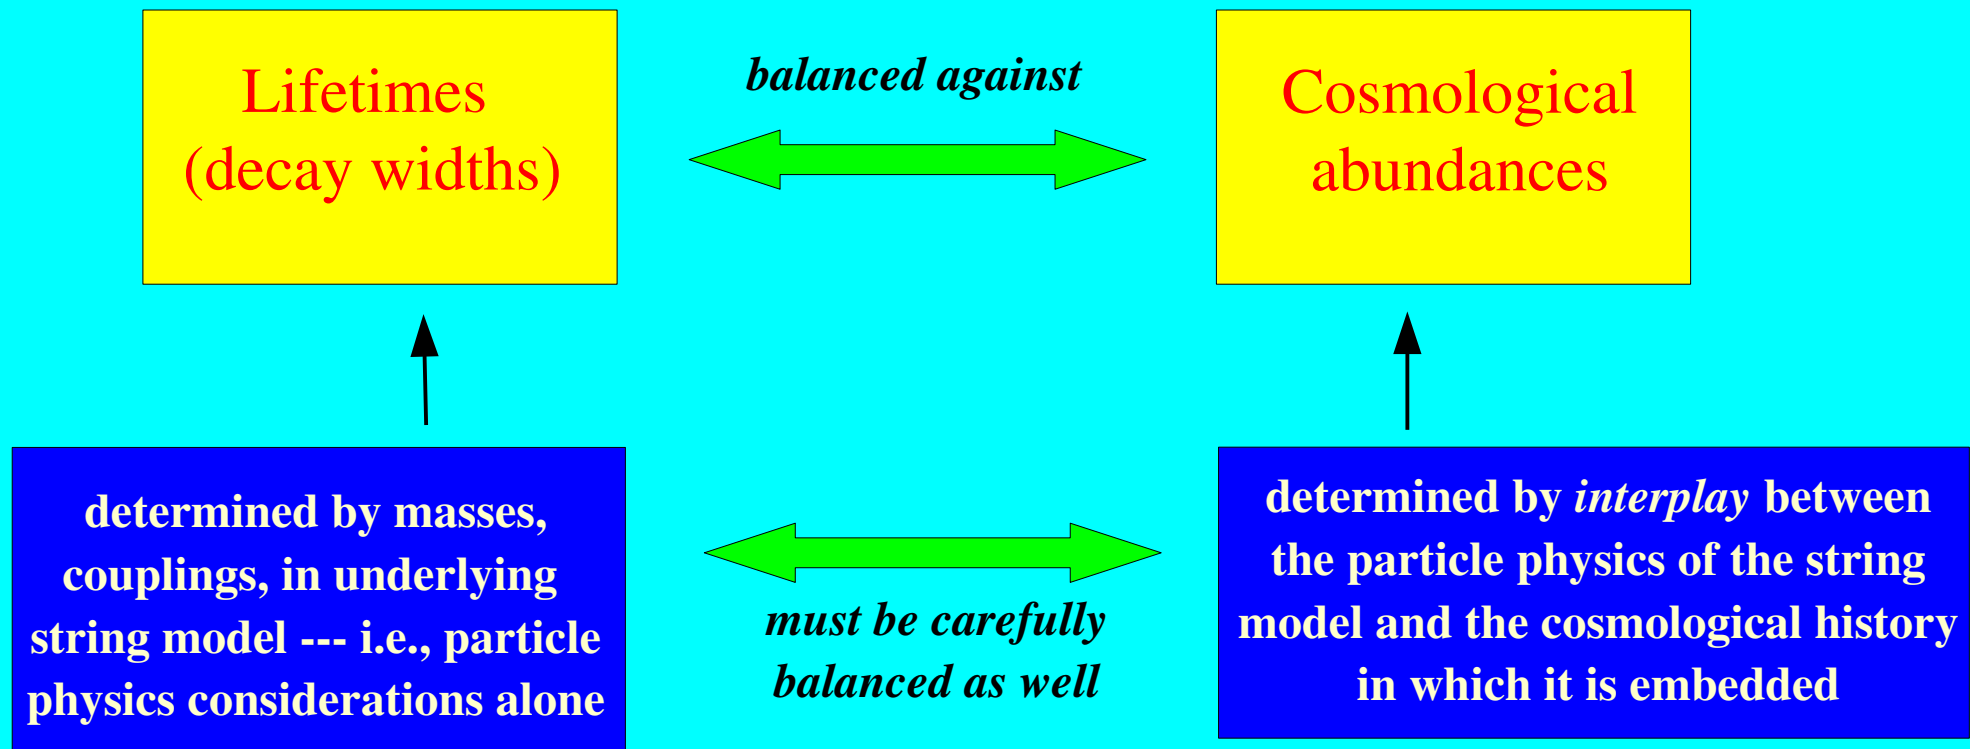 Lifetimes
(decay widths)
balanced against
Cosmological
abundances
determined by masses,
couplings, in underlying
string model --- i.e., particle
physics considerations alone
must be carefully
balanced as well
determined by interplay between
the particle physics of the string
model and the cosmological history
in which it is embedded